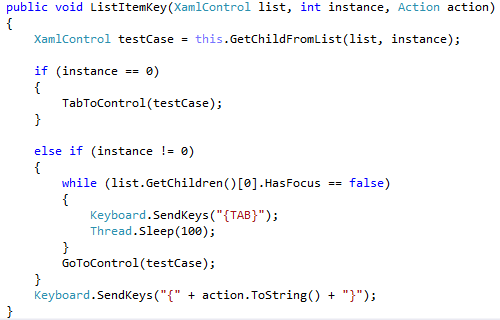 public void ListItemKey(XamlControl list, int instance, Action action)
{
    XamlControl testCase = this.GetChildFromList(list, instance);

    if (instance == 0)
    {
        TabToControl(testCase);
    }

    else if (instance != 0)
    {
        while (list.GetChildren()[0].HasFocus == false)
        {
            Keyboard.SendKeys("{TAB}");
            Thread.Sleep(100);
        }
        GoToControl(testCase);
    }
    Keyboard.SendKeys("{" + action.ToString() + "}");
}